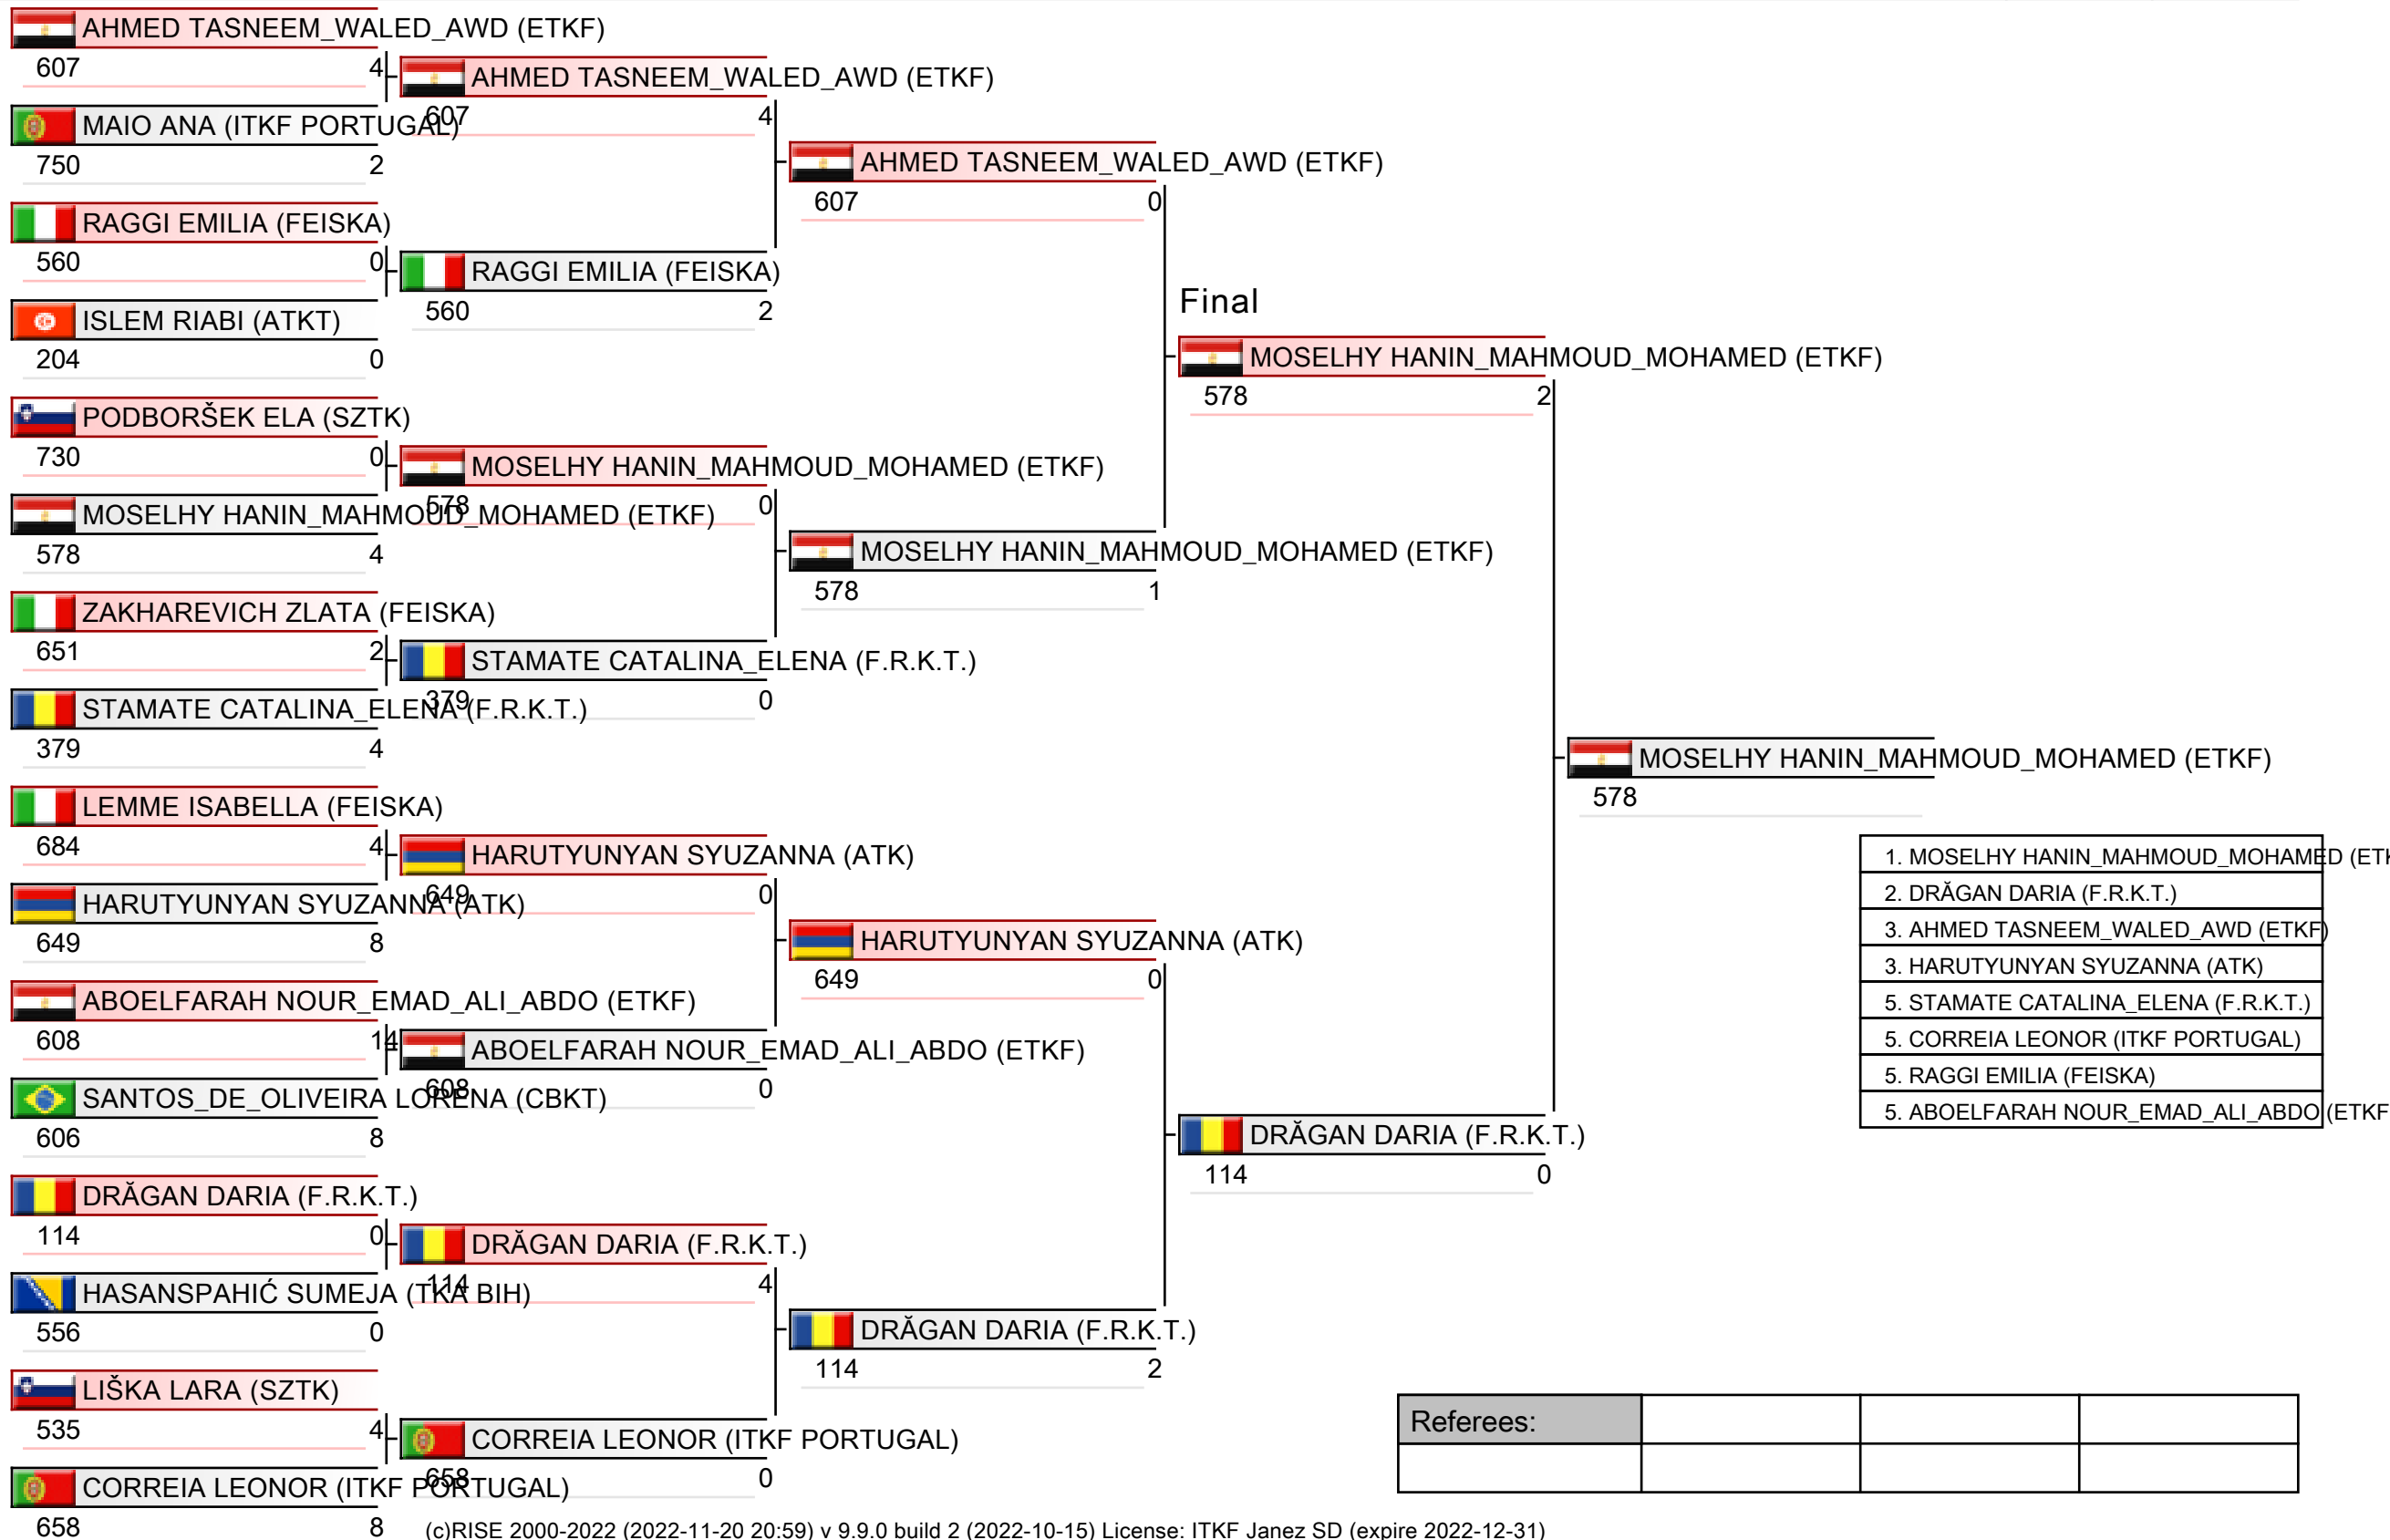 AHMED TASNEEM_WALED_AWD (ETKF)
607 4
MAIO ANA (ITKF PORTUGAL)
750 2
RAGGI EMILIA (FEISKA)
560 0
ISLEM RIABI (ATKT)
204 0
PODBORŠEK ELA (SZTK)
730 0
MOSELHY HANIN_MAHMOUD_MOHAMED (ETKF)
578 4
ZAKHAREVICH ZLATA (FEISKA)
651 2
STAMATE CATALINA_ELENA (F.R.K.T.)
379 4
LEMME ISABELLA (FEISKA)
684 4
HARUTYUNYAN SYUZANNA (ATK)
649 8
ABOELFARAH NOUR_EMAD_ALI_ABDO (ETKF)
608 14
SANTOS_DE_OLIVEIRA LORENA (CBKT)
606 8
DRĂGAN DARIA (F.R.K.T.)
114 0
HASANSPAHIĆ SUMEJA (TKA BIH)
556 0
LIŠKA LARA (SZTK)
535 4
CORREIA LEONOR (ITKF PORTUGAL)
658 8
AHMED TASNEEM_WALED_AWD (ETKF)
607 4
RAGGI EMILIA (FEISKA)
560 2
MOSELHY HANIN_MAHMOUD_MOHAMED (ETKF)
578 0
STAMATE CATALINA_ELENA (F.R.K.T.)
379 0
HARUTYUNYAN SYUZANNA (ATK)
649 0
ABOELFARAH NOUR_EMAD_ALI_ABDO (ETKF)
608 0
DRĂGAN DARIA (F.R.K.T.)
114 4
CORREIA LEONOR (ITKF PORTUGAL)
658 0
AHMED TASNEEM_WALED_AWD (ETKF)
607 0
MOSELHY HANIN_MAHMOUD_MOHAMED (ETKF)
578 1
HARUTYUNYAN SYUZANNA (ATK)
649 0
DRĂGAN DARIA (F.R.K.T.)
114 2
Final
MOSELHY HANIN_MAHMOUD_MOHAMED (ETKF)
578 2
DRĂGAN DARIA (F.R.K.T.)
114 0
MOSELHY HANIN_MAHMOUD_MOHAMED (ETKF)
578
1. MOSELHY HANIN_MAHMOUD_MOHAMED (ETK
2. DRĂGAN DARIA (F.R.K.T.)
3. AHMED TASNEEM_WALED_AWD (ETKF)
3. HARUTYUNYAN SYUZANNA (ATK)
5. STAMATE CATALINA_ELENA (F.R.K.T.)
5. CORREIA LEONOR (ITKF PORTUGAL)
5. RAGGI EMILIA (FEISKA)
5. ABOELFARAH NOUR_EMAD_ALI_ABDO (ETKF
Referees:
(c)RISE 2000-2022 (2022-11-20 20:59) v 9.9.0 build 2 (2022-10-15) License: ITKF Janez SD (expire 2022-12-31)